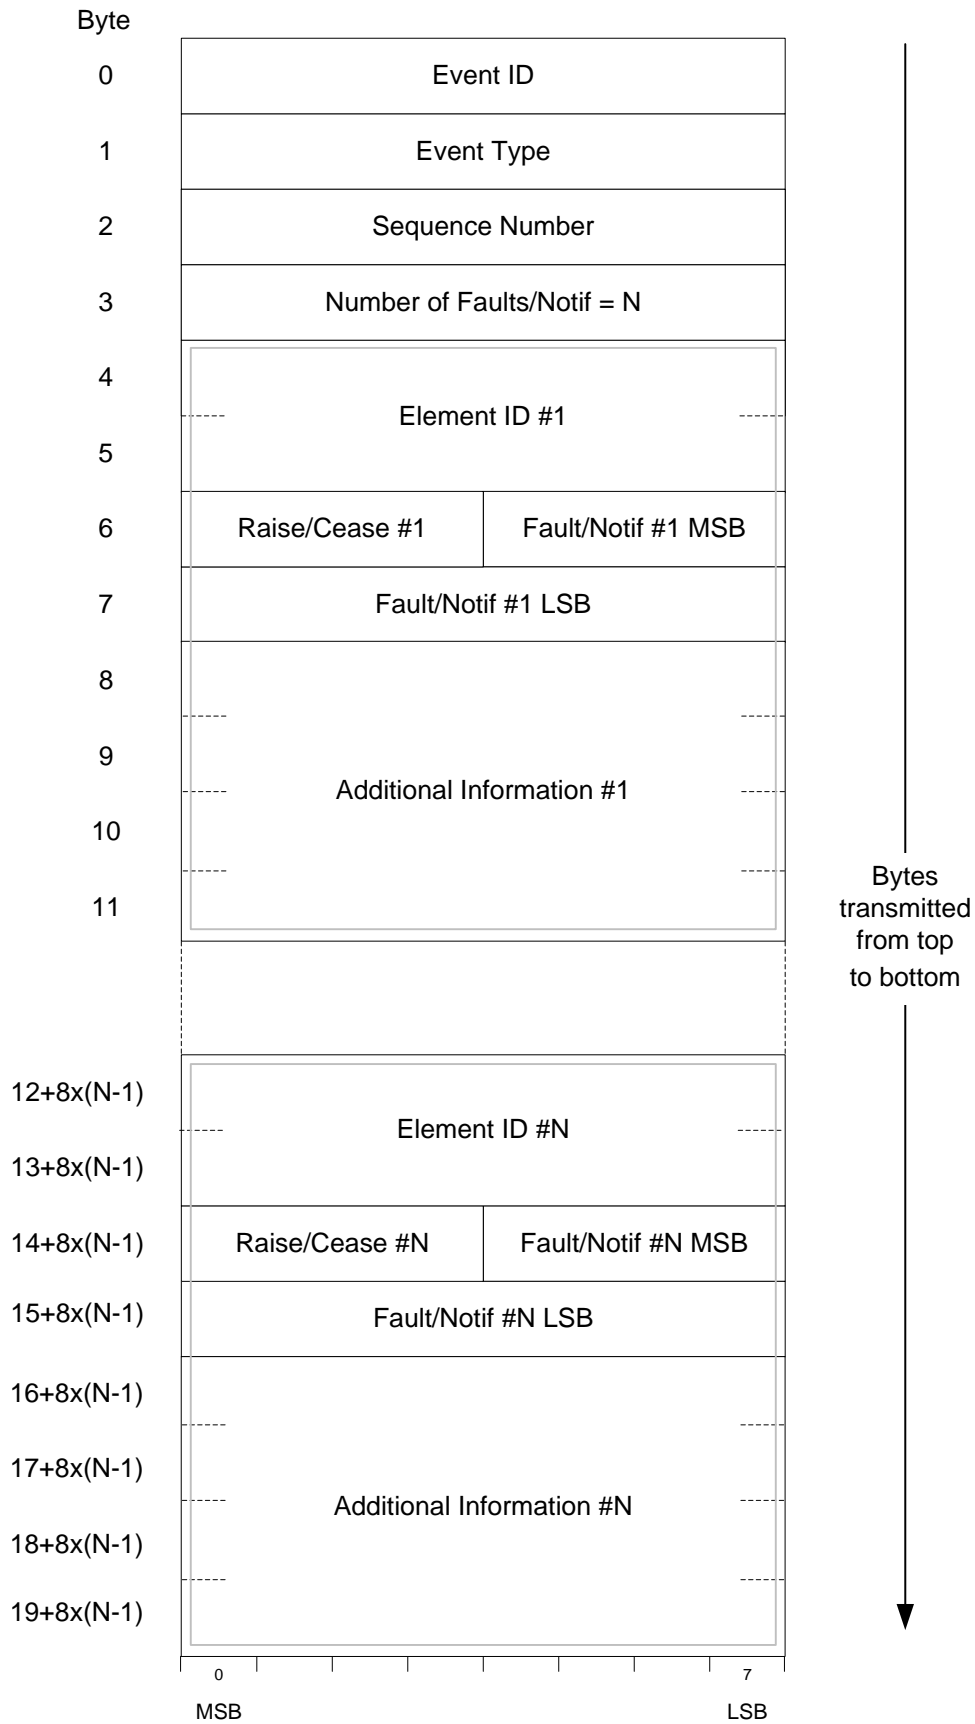 Byte
0 Event ID
1 Event Type
2 Sequence Number
3 Number of Faults/Notif = N
4
Element ID #1
5
6 Raise/Cease #1 Fault/Notif #1 MSB
7 Fault/Notif #1 LSB
8
9
Additional Information #1
10
11
Bytes
transmitted
from top
to bottom
12+8x(N-1)
Element ID #N
13+8x(N-1)
14+8x(N-1) Raise/Cease #N Fault/Notif #N MSB
15+8x(N-1) Fault/Notif #N LSB
16+8x(N-1)
17+8x(N-1)
Additional Information #N
18+8x(N-1)
19+8x(N-1)
0 7
MSB LSB